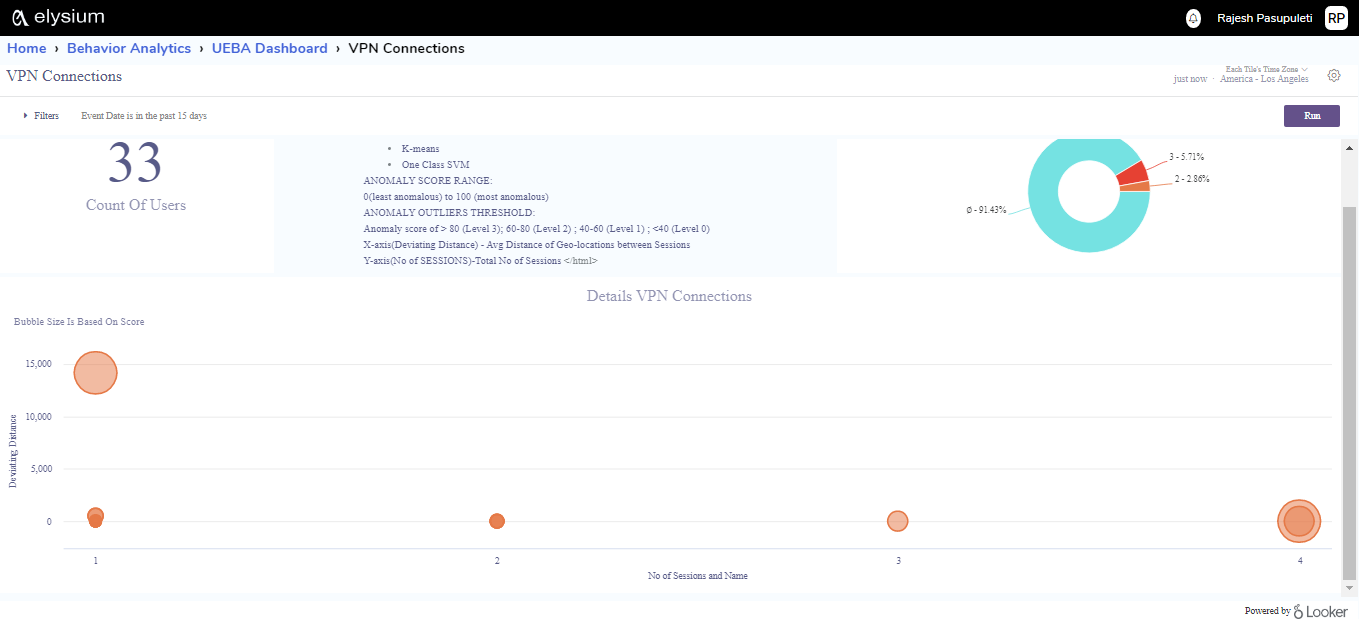 elysium
Rajesh Pasupuleti
RP
Home › Behavior Analytics › UEBA Dashboard › VPN Connections
VPN Connections
Each Tile's Time Zone
just now · America - Los Angeles
Filters
Event Date is in the past 15 days
Run
33
Count Of Users
• K-means
• One Class SVM
ANOMALY SCORE RANGE:
0(least anomalous) to 100 (most anomalous)
ANOMALY OUTLIERS THRESHOLD:
Anomaly score of > 80 (Level 3); 60-80 (Level 2) ; 40-60 (Level 1) ; <40 (Level 0)
X-axis(Deviating Distance) - Avg Distance of Geo-locations between Sessions
Y-axis(No of SESSIONS)-Total No of Sessions </html>
3 - 5.71%
2 - 2.86%
Ø - 91.43%
Details VPN Connections
Bubble Size Is Based On Score
Deviating Distance
15,000
10,000
5,000
0
1
2
3
4
No of Sessions and Name
Powered by Looker